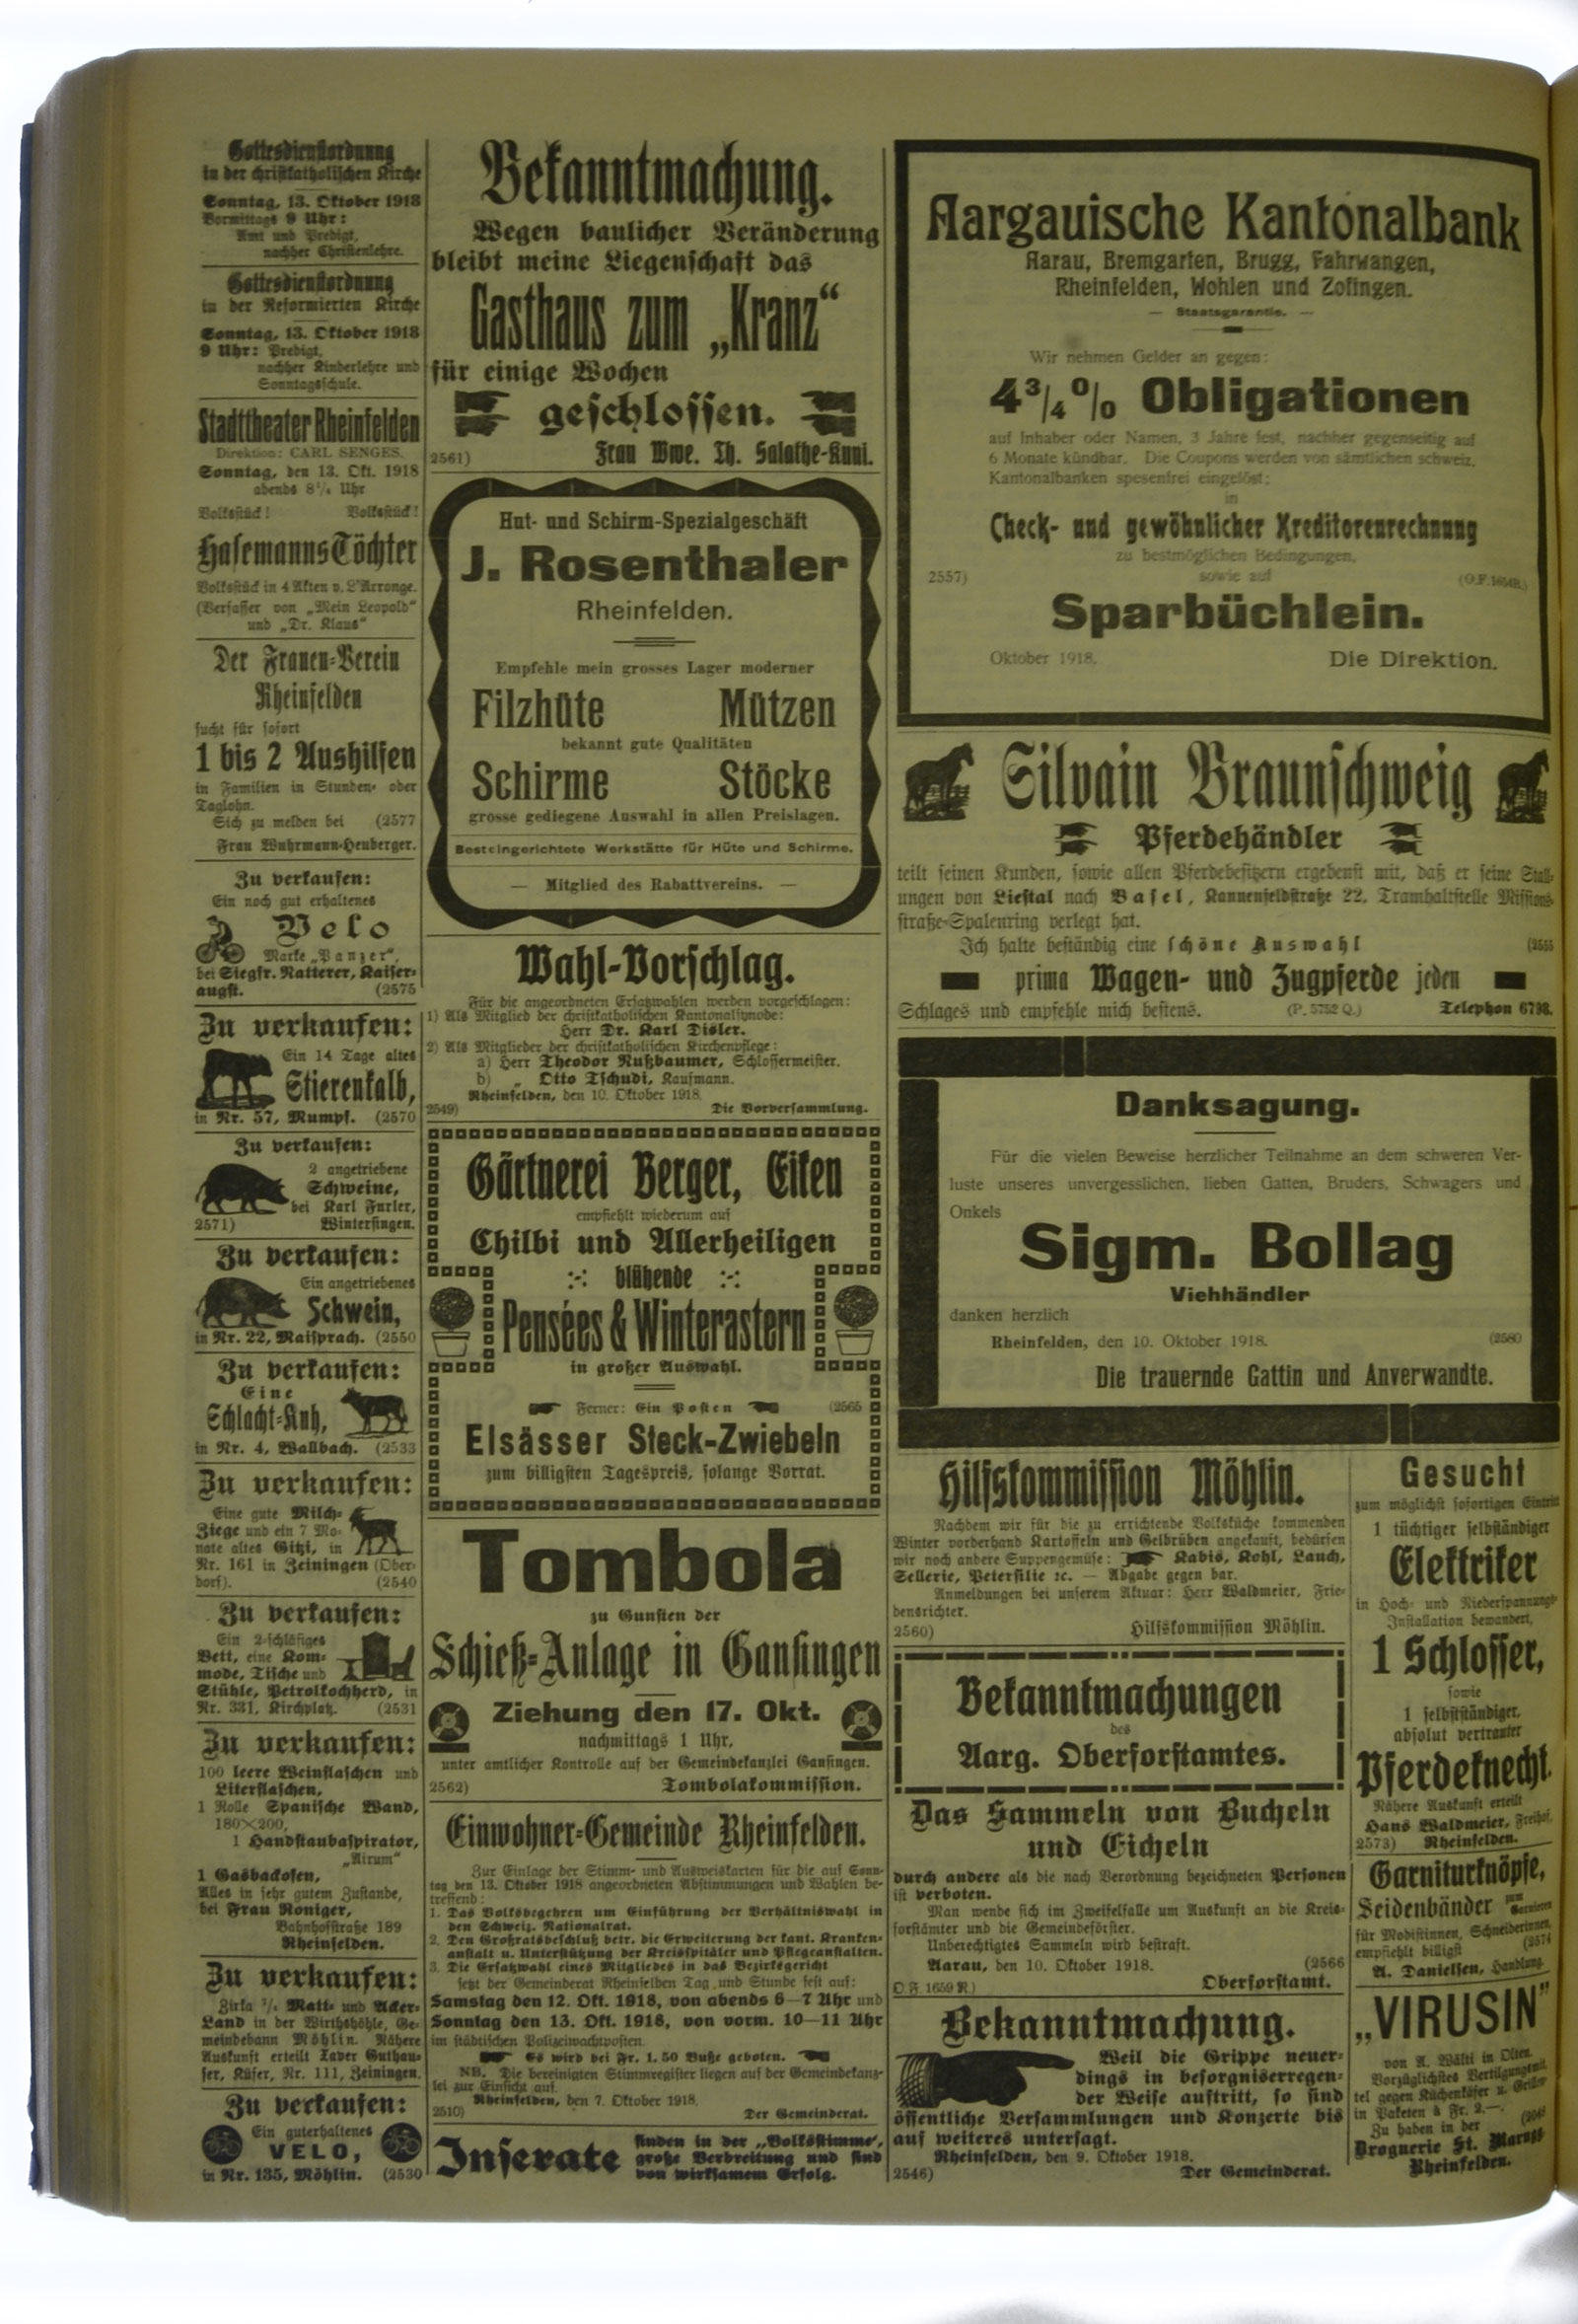 Gottesdienstordnung
in der christkatholischen Kirche
Sonntag, 13. Oktober 1918
Vormittags 9 Uhr:
Amt und Predigt,
nachher Christenlehre.
Gottesdienstordnung
in der Reformierten Kirche
Sonntag, 13. Oktober 1918
9 Uhr: Predigt,
nachher Kinderlehre und
Sonntagsschule.
Stadttheater Rheinfelden
Direktion: CARL SENGES.
Sonntag, den 13. Okt. 1918
abends 8¼ Uhr
Volksstück! Volksstück!
Hasemanns Töchter
Volksstück in 4 Akten v. L'Arronge.
(Verfasser von „Mein Leopold“
und „Dr. Klaus“
Der Frauen-Verein
Rheinfelden
sucht für sofort
1 bis 2 Aushilfen
in Familien in Stunden- oder
Taglohn.
Sich zu melden bei (2577
Frau Wuhrmann-Heuberger.
Zu verkaufen:
Ein noch gut erhaltenes
Velo
Marke „Panzer“,
bei Siegfr. Natterer, Kaiser-
augst. (2575
Zu verkaufen:
Ein 14 Tage altes
Stierenkalb,
in Nr. 57, Mumpf. (2570
Zu verkaufen:
2 angetriebene
Schweine,
bei Karl Furler,
2571) Wintersingen.
Zu verkaufen:
Ein angetriebenes
Schwein,
in Nr. 22, Maisprach. (2550
Zu verkaufen:
Eine
Schlacht-Kuh,
in Nr. 4, Wallbach. (2533
Zu verkaufen:
Eine gute Milch-
Ziege und ein 7 Mo-
nate altes Gitzi, in
Nr. 161 in Zeiningen (Ober-
dorf). (2540
Zu verkaufen:
Ein 2-schläfiges
Bett, eine Kom-
mode, Tische und
Stühle, Petrolkochherd, in
Nr. 331, Kirchplatz. (2531
Zu verkaufen:
100 leere Weinflaschen und
Literflaschen,
1 Rolle Spanische Wand,
180×200,
1 Handstaubaspirator,
„Airum“
1 Gasbackofen,
Alles in sehr gutem Zustande,
bei Frau Roniger,
Bahnhofstraße 189
Rheinfelden.
Zu verkaufen:
Zirka Matt- und Acker-
Land in der Wirthshöhle, Ge-
meindebann Möhlin. Nähere
Auskunft erteilt Xaver Guthau-
ser, Küfer, Nr. 111, Zeiningen.
Zu verkaufen:
Ein guterhaltenes
VELO,
in Nr. 135, Möhlin. (2530
Bekanntmachung.
Wegen baulicher Veränderung
bleibt meine Liegenschaft das
Gasthaus zum „Kranz“
für einige Wochen
geschlossen.
2561) Frau Wwe. Th. Salathe-Kuni.
Hut- und Schirm-Spezialgeschäft
J. Rosenthaler
Rheinfelden.
Empfehle mein grosses Lager moderner
Filzhüte Mützen
bekannt gute Qualitäten
Schirme Stöcke
grosse gediegene Auswahl in allen Preislagen.
Besteingerichtete Werkstätte für Hüte und Schirme.
— Mitglied des Rabattvereins. —
Wahl-Vorschlag.
Für die angeordneten Ersatzwahlen werden vorgeschlagen:
1) Als Mitglied der christkatholischen Kantonalsynode:
Herr Dr. Karl Disler.
2) Als Mitglieder der christkatholischen Kirchenpflege:
a) Herr Theodor Nußbaumer, Schlossermeister.
b) „ Otto Tschudi, Kaufmann.
Rheinfelden, den 10. Oktober 1918.
2549) Die Vorversammlung.
Gärtnerei Berger, Eiken
empfiehlt wiederum auf
Chilbi und Allerheiligen
blühende
Pensées & Winterastern
in großer Auswahl.
Ferner: Ein Posten (2565
Elsässer Steck-Zwiebeln
zum billigsten Tagespreis, solange Vorrat.
Tombola
zu Gunsten der
Schieß-Anlage in Gansingen
Ziehung den 17. Okt.
nachmittags 1 Uhr,
unter amtlicher Kontrolle auf der Gemeindekanzlei Gansingen.
2562) Tombolakommission.
Einwohner-Gemeinde Rheinfelden.
Zur Einlage der Stimm- und Ausweiskarten für die auf Sonn-
tag den 13. Oktober 1918 angeordneten Abstimmungen und Wahlen be-
treffend:
1. Das Volksbegehren um Einführung der Verhältniswahl in
den Schweiz. Nationalrat.
2. Den Großratsbeschluß betr. die Erweiterung der kant. Kranken-
anstalt u. Unterstützung der Kreisspitäler und Pflegeanstalten.
3. Die Ersatzwahl eines Mitgliedes in das Bezirksgericht
setzt der Gemeinderat Rheinfelden Tag und Stunde fest auf:
Samstag den 12. Okt. 1918, von abends 6—7 Uhr und
Sonntag den 13. Okt. 1918, von vorm. 10—11 Uhr
im städtischen Polizeiwachtposten.
Es wird bei Fr. 1.50 Buße geboten.
NB. Die bereinigten Stimmregister liegen auf der Gemeindekanz-
lei zur Einsicht auf.
Rheinfelden, den 7. Oktober 1918.
2510) Der Gemeinderat.
Inserate finden in der „Volksstimme“,
große Verbreitung und sind
von wirksamem Erfolg.
Aargauische Kantonalbank
Aarau, Bremgarten, Brugg, Fahrwangen,
Rheinfelden, Wohlen und Zofingen.
— Staatsgarantie. —
Wir nehmen Gelder an gegen:
4¾% Obligationen
auf Inhaber oder Namen, 3 Jahre fest, nachher gegenseitig auf
6 Monate kündbar. Die Coupons werden von sämtlichen schweiz.
Kantonalbanken spesenfrei eingelöst;
in
Check- und gewöhnlicher Kreditorenrechnung
zu bestmöglichen Bedingungen,
2557) sowie auf (O.F. 1654R.)
Sparbüchlein.
Oktober 1918. Die Direktion.
Silvain Braunschweig
Pferdehändler
teilt seinen Kunden, sowie allen Pferdebesitzern ergebenst mit, daß er seine Stall-
ungen von Liestal nach Basel, Kannenfeldstraße 22, Tramhaltstelle Missions-
straße-Spalenring verlegt hat.
Ich halte beständig eine schöne Auswahl (2555
prima Wagen- und Zugpferde jeden
Schlages und empfehle mich bestens. (P. 5752 Q.) Telephon 6798.
Danksagung.
Für die vielen Beweise herzlicher Teilnahme an dem schweren Ver-
luste unseres unvergesslichen, lieben Gatten, Bruders, Schwagers und
Onkels
Sigm. Bollag
Viehhändler
danken herzlich
Rheinfelden, den 10. Oktober 1918. (2580
Die trauernde Gattin und Anverwandte.
Hilfskommission Möhlin.
Nachdem wir für die zu errichtende Volksküche kommenden
Winter vorderhand Kartoffeln und Gelbrüben angekauft, bedürfen
wir noch andere Suppengemüse: Kabis, Kohl, Lauch,
Sellerie, Petersilie ꝛc. — Abgabe gegen bar.
Anmeldungen bei unserem Aktuar: Herr Waldmeier, Frie-
densrichter.
2560) Hilfskommission Möhlin.
Bekanntmachungen
des
Aarg. Oberforstamtes.
Das Sammeln von Bucheln
und Eicheln
durch andere als die nach Verordnung bezeichneten Personen
ist verboten.
Man wende sich im Zweifelfalle um Auskunft an die Kreis-
forstämter und die Gemeindeförster.
Unberechtigtes Sammeln wird bestraft.
Aarau, den 10. Oktober 1918. (2566
O.F. 1659 R.) Oberforstamt.
Bekanntmachung.
Weil die Grippe neuer-
dings in besorgniserregen-
der Weise auftritt, so sind
öffentliche Versammlungen und Konzerte bis
auf weiteres untersagt.
Rheinfelden, den 9. Oktober 1918.
2546) Der Gemeinderat.
Gesucht
zum möglichst sofortigen Eintritt
1 tüchtiger selbständiger
Elektriker
in Hoch- und Niederspannungs-
Installation bewandert,
1 Schlosser,
sowie
1 selbstständiger,
absolut vertrauter
Pferdeknecht.
Nähere Auskunft erteilt
Hans Waldmeier, Freihof,
2573) Rheinfelden.
Garniturknöpfe,
Seidenbänder zum Garnieren
für Modistinnen, Schneiderinnen,
empfiehlt billigst (2574
A. Danielsen, Handlung
„VIRUSIN“
von A. Wälti in Olten.
Vorzüglichstes Vertilgungsmit-
tel gegen Küchenkäfer u. Grillen
in Paketen à Fr. 2.—.
Zu haben in der
Droguerie St.
Rheinfelden.